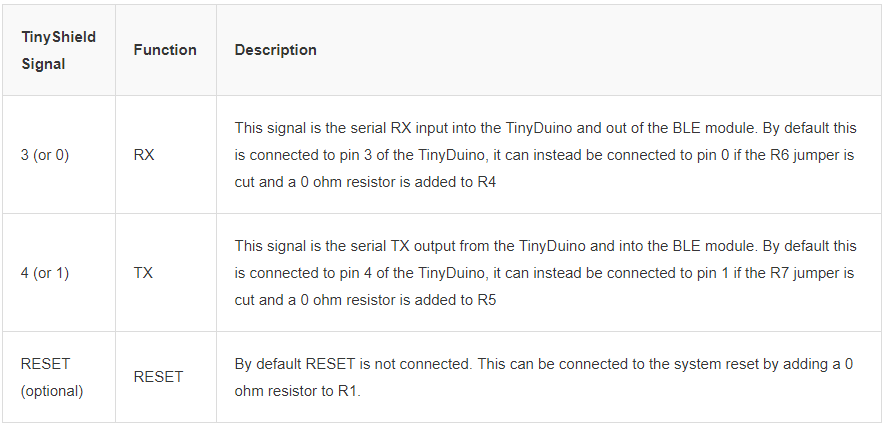 TinyShield Signal
Function
Description
3 (or 0)
RX
This signal is the serial RX input into the TinyDuino and out of the BLE module. By default this
is connected to pin 3 of the TinyDuino, it can instead be connected to pin 0 if the R6 jumper is
cut and a 0 ohm resistor is added to R4
4 (or 1)
TX
This signal is the serial TX output from the TinyDuino and into the BLE module. By default this
is connected to pin 4 of the TinyDuino, it can instead be connected to pin 1 if the R7 jumper is
cut and a 0 ohm resistor is added to R5
RESET
(optional)
RESET
By default RESET is not connected. This can be connected to the system reset by adding a 0
ohm resistor to R1.